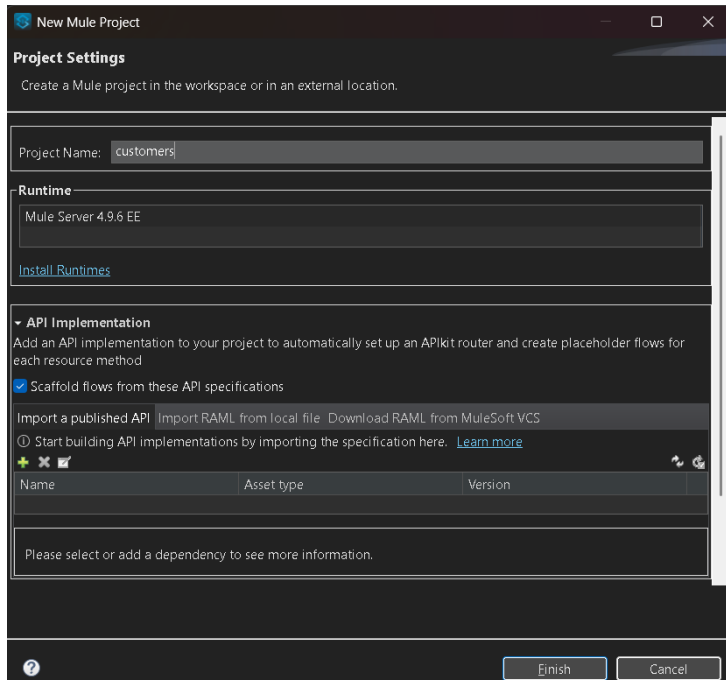 New Mule Project
Project Settings
Create a Mule project in the workspace or in an external location.
Project Name: customers
Runtime
Mule Server 4.9.6 EE
Install Runtimes
API Implementation
Add an API implementation to your project to automatically set up an APIkit router and create placeholder flows for
each resource method
Scaffold flows from these API specifications
Import a published API Import RAML from local file Download RAML from MuleSoft VCS
Start building API implementations by importing the specification here. Learn more
Name Asset type Version
Please select or add a dependency to see more information.
Finish Cancel